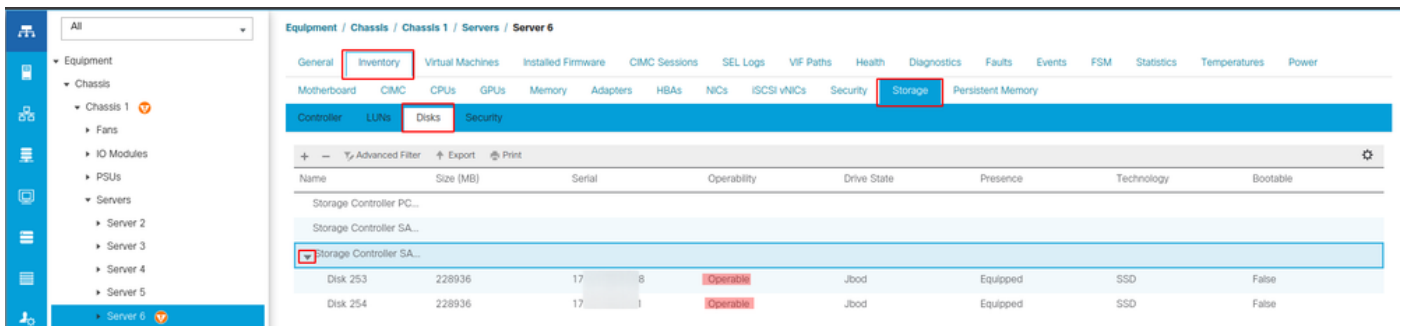 All
Equipment
Chassis
Chassis 1
Fans
IO Modules
PSUs
Servers
Server 2
Server 3
Server 4
Server 5
Server 6
Equipment / Chassis / Chassis 1 / Servers / Server 6
General Inventory Virtual Machines Installed Firmware CIMC Sessions SEL Logs VIF Paths Health Diagnostics Faults Events FSM Statistics Temperatures Power
Motherboard CIMC CPUs GPUs Memory Adapters HBAs NICs iSCSI vNICs Security Storage Persistent Memory
Controller LUNs Disks Security
+ − Advanced Filter Export Print
Name Size (MB) Serial Operability Drive State Presence Technology Bootable
Storage Controller PC...
Storage Controller SA...
Storage Controller SA...
Disk 253 228936 17 8 Operable Jbod Equipped SSD False
Disk 254 228936 17 1 Operable Jbod Equipped SSD False